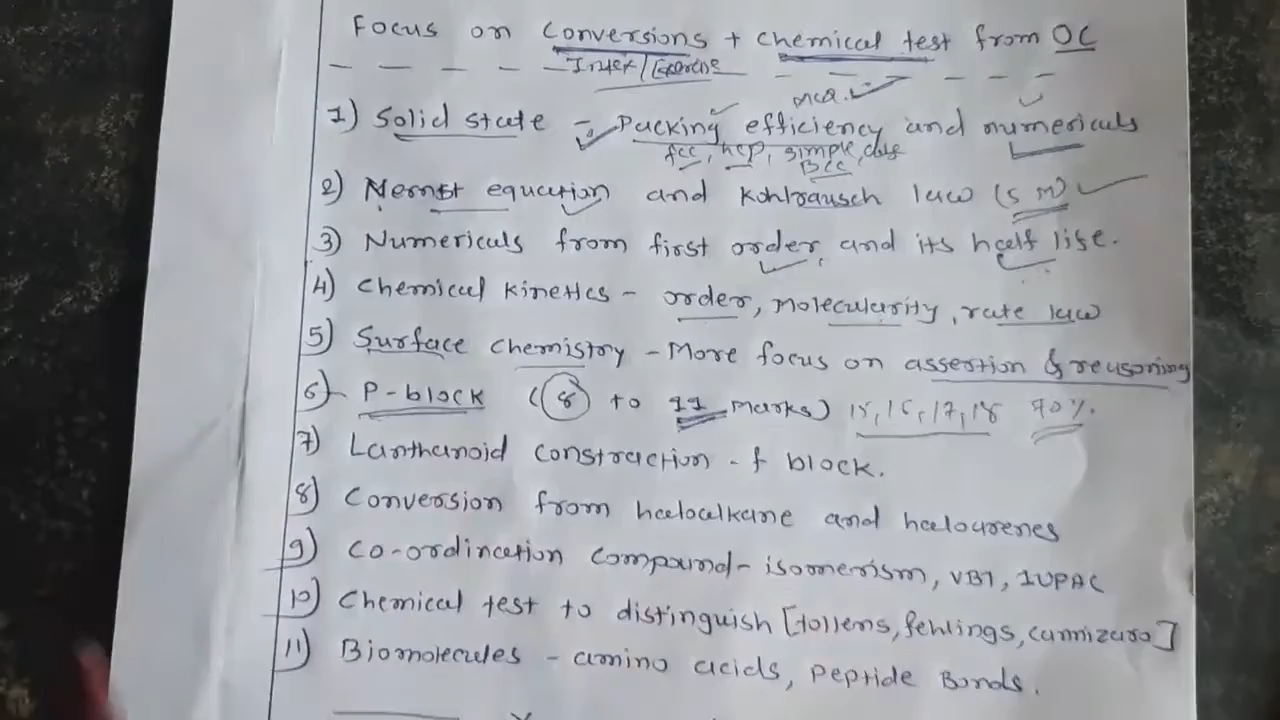 Focus on conversions + chemical test from OC
Intext/Exercise
MCQ.
1) Solid state - Packing efficiency and numericals
fcc, hcp, simple,
BCC
2) Nernst equation and Kohlrausch law (5 m)
3) Numericals from first order, and its half life.
4) Chemical kinetics - order, molecularity, rate law
5) Surface chemistry - More focus on assertion & reasoning
6) P-block (8 to 11 Marks) 15, 16, 17, 18 70%.
7) Lanthanoid constraction - f block.
8) Conversion from haloalkane and haloarenes
9) Co-ordination compound - isomerism, VBT, IUPAC
10) Chemical test to distinguish [tollens, fehlings, cannizaro]
11) Biomolecules - amino acids, Peptide Bonds.